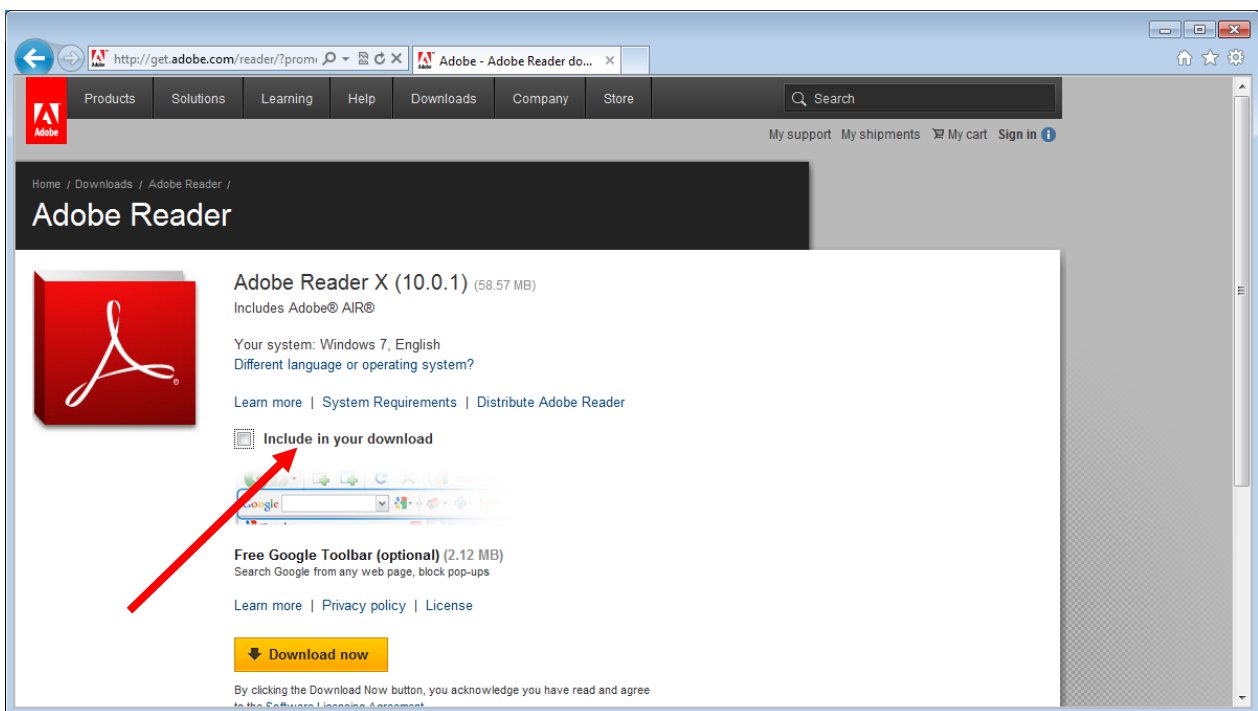 http://get.adobe.com/reader/?prom
Adobe - Adobe Reader do...
Adobe
Products Solutions Learning Help Downloads Company Store
Search
My support My shipments My cart Sign in
Home / Downloads / Adobe Reader /
Adobe Reader
Adobe Reader X (10.0.1) (58.57 MB)
Includes Adobe® AIR®
Your system: Windows 7, English
Different language or operating system?
Learn more | System Requirements | Distribute Adobe Reader
Include in your download
Google
Free Google Toolbar (optional) (2.12 MB)
Search Google from any web page, block pop-ups
Learn more | Privacy policy | License
Download now
By clicking the Download Now button, you acknowledge you have read and agree
to the Software Licensing Agreement